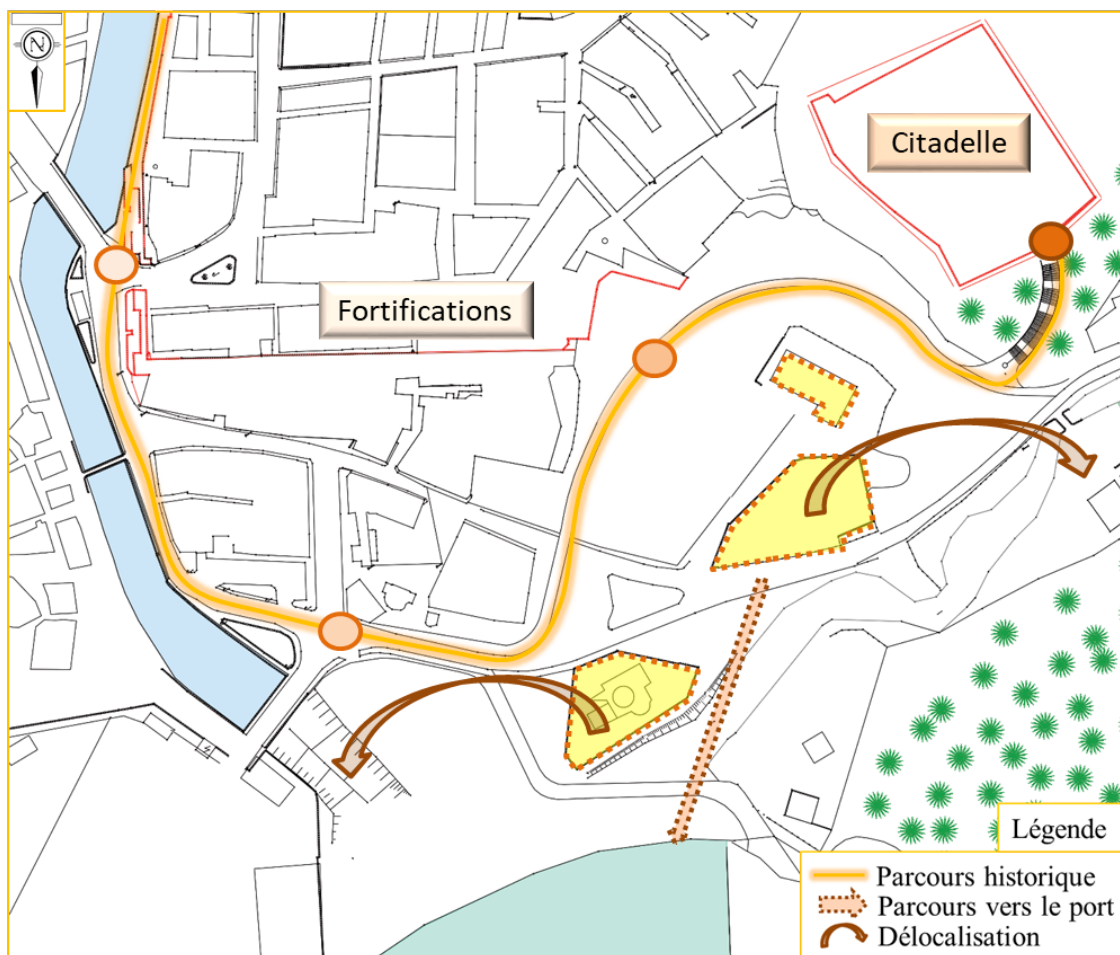 N
Citadelle
Fortifications
Légende
Parcours historique
Parcours vers le port
Délocalisation